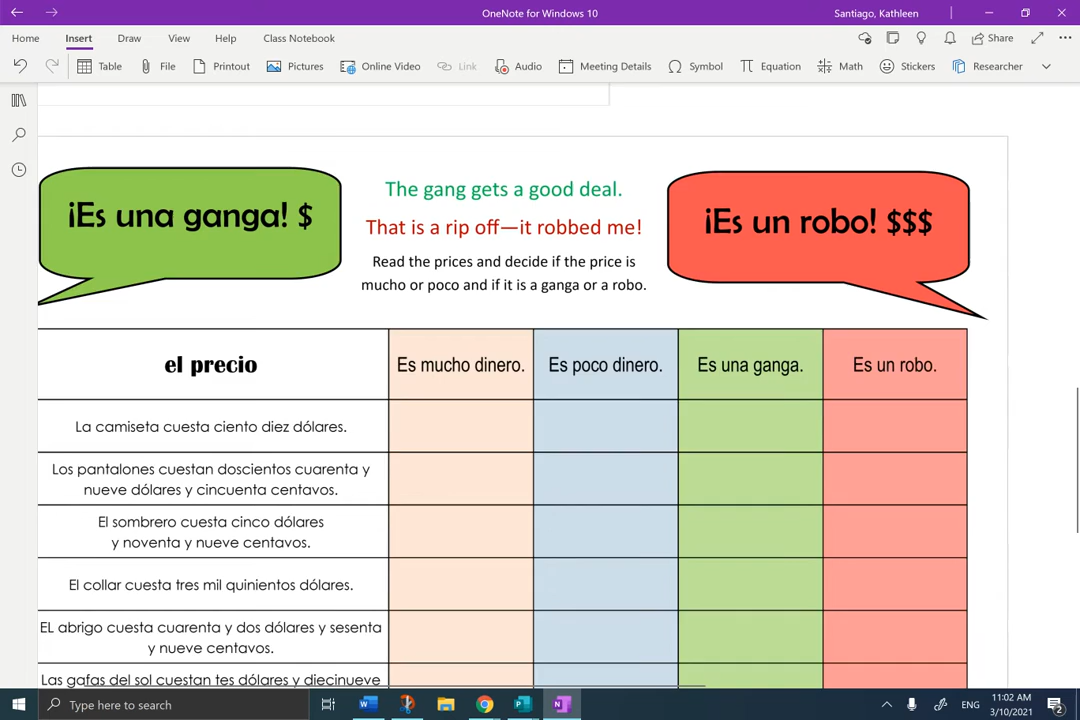 OneNote for Windows 10
Santiago, Kathleen
Home Insert Draw View Help Class Notebook
Share
Table File Printout Pictures Online Video Link Audio Meeting Details Symbol Equation Math Stickers Researcher
¡Es una ganga! $
The gang gets a good deal.
That is a rip off—it robbed me!
Read the prices and decide if the price is
mucho or poco and if it is a ganga or a robo.
¡Es un robo! $$$
el precio Es mucho dinero. Es poco dinero. Es una ganga. Es un robo.
La camiseta cuesta ciento diez dólares.
Los pantalones cuestan doscientos cuarenta y
nueve dólares y cincuenta centavos.
El sombrero cuesta cinco dólares
y noventa y nueve centavos.
El collar cuesta tres mil quinientos dólares.
EL abrigo cuesta cuarenta y dos dólares y sesenta
y nueve centavos.
Las gafas del sol cuestan tes dólares y diecinueve
Type here to search
ENG
11:02 AM
3/10/2021
2